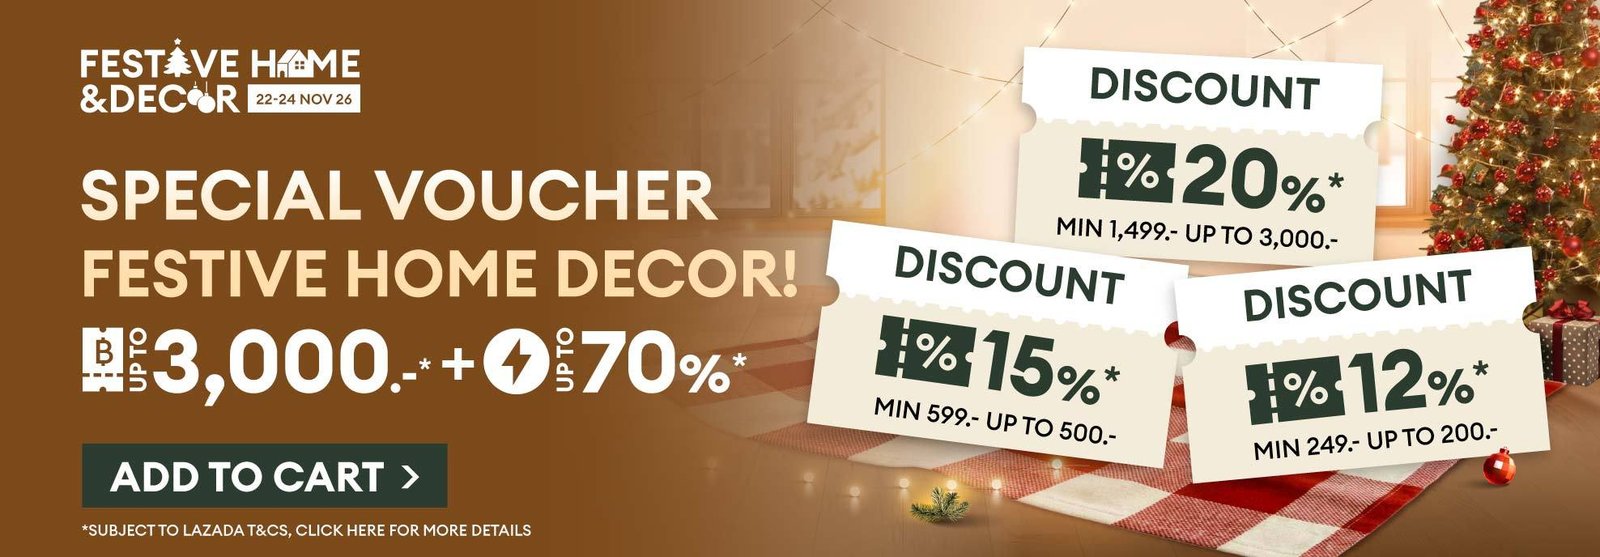 FESTIVE HOME
&DECOR 22-24 NOV 26
SPECIAL VOUCHER
FESTIVE HOME DECOR!
฿ UP TO 3,000.-* + UP TO 70%*
ADD TO CART >
*SUBJECT TO LAZADA T&CS, CLICK HERE FOR MORE DETAILS
DISCOUNT
% 20%*
MIN 1,499.- UP TO 3,000.-
DISCOUNT
% 15%*
MIN 599.- UP TO 500.-
DISCOUNT
% 12%*
MIN 249.- UP TO 200.-